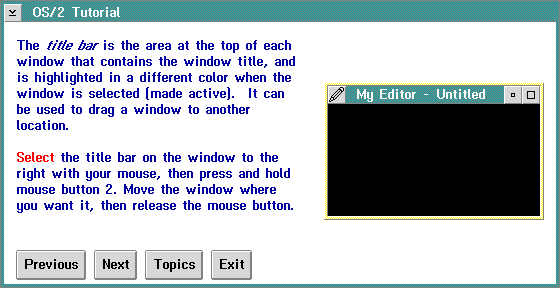 OS/2 Tutorial
The title bar is the area at the top of each
window that contains the window title, and
is highlighted in a different color when the
window is selected (made active).  It can
be used to drag a window to another
location.
Select the title bar on the window to the
right with your mouse, then press and hold
mouse button 2. Move the window where
you want it, then release the mouse button.
My Editor - Untitled
Previous Next Topics Exit